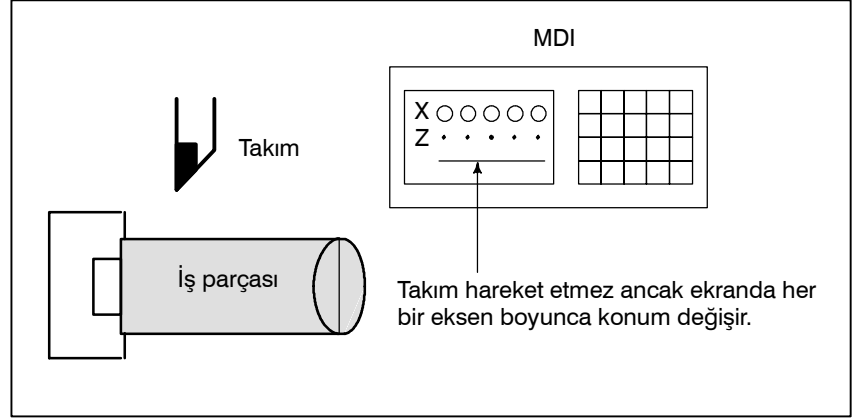 MDI
X
Z
Takım
İş parçası
Takım hareket etmez ancak ekranda her
bir eksen boyunca konum değişir.